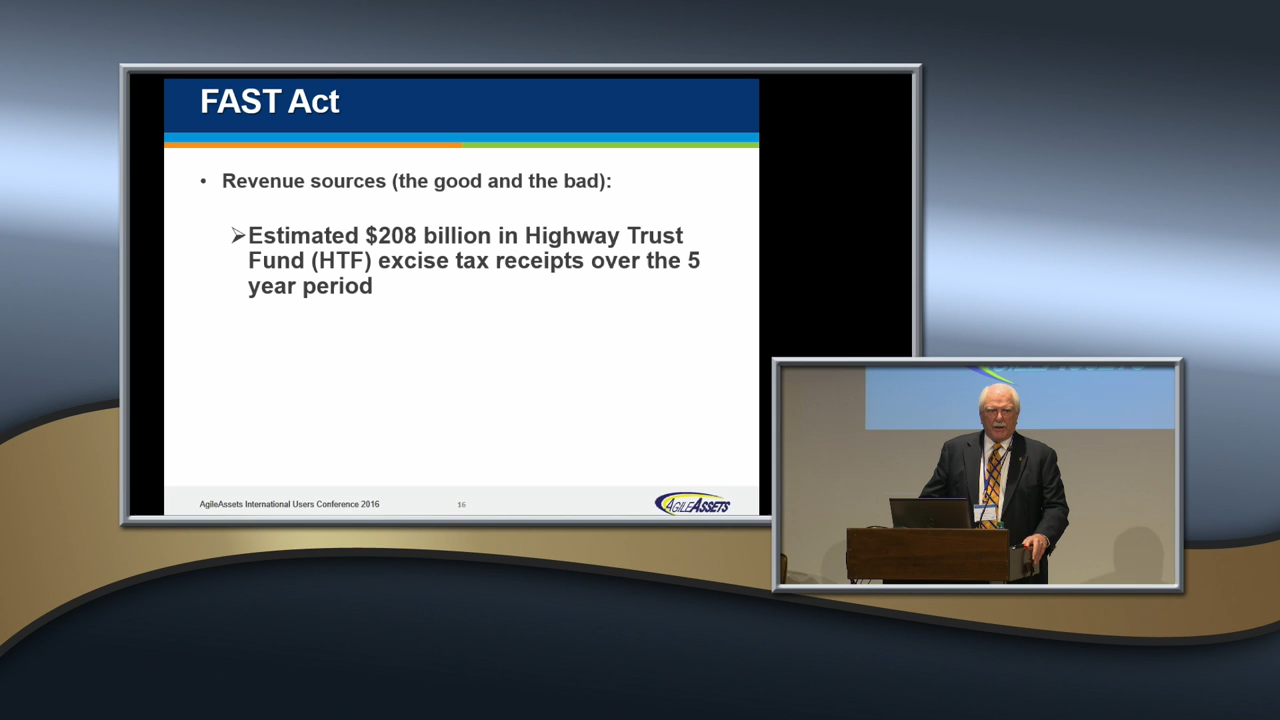 FAST Act
• Revenue sources (the good and the bad):
➢Estimated $208 billion in Highway Trust
Fund (HTF) excise tax receipts over the 5
year period
AgileAssets International Users Conference 2016
16
AGILEASSETS